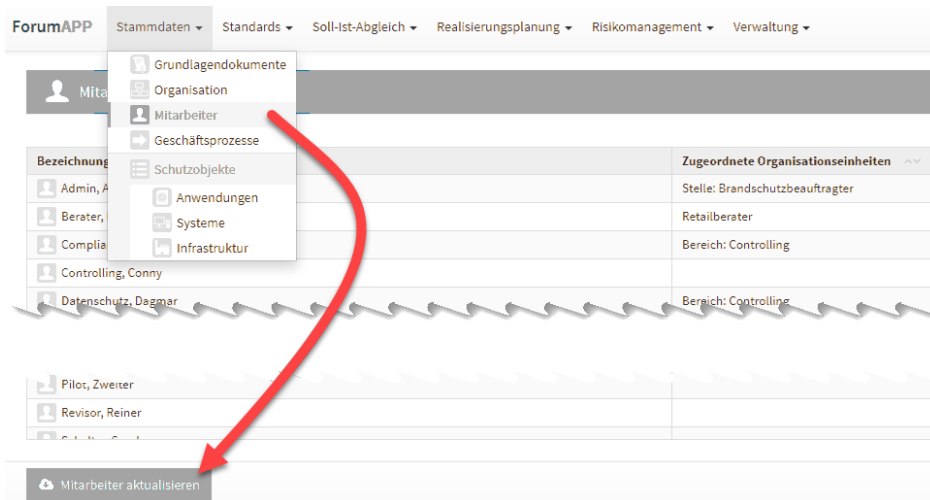 ForumAPP Stammdaten Standards Soll-Ist-Abgleich Realisierungsplanung Risikomanagement Verwaltung
Grundlagendokumente
Organisation
Mita
Mitarbeiter
Geschäftsprozesse
Schutzobjekte
Anwendungen
Systeme
Infrastruktur
Bezeichnung Zugeordnete Organisationseinheiten
Admin, A Stelle: Brandschutzbeauftragter
Berater, Retailberater
Complia Bereich: Controlling
Controlling, Conny
Datenschutz, Dagmar Bereich: Controlling
Pilot, Zweiter
Revisor, Reiner
Mitarbeiter aktualisieren